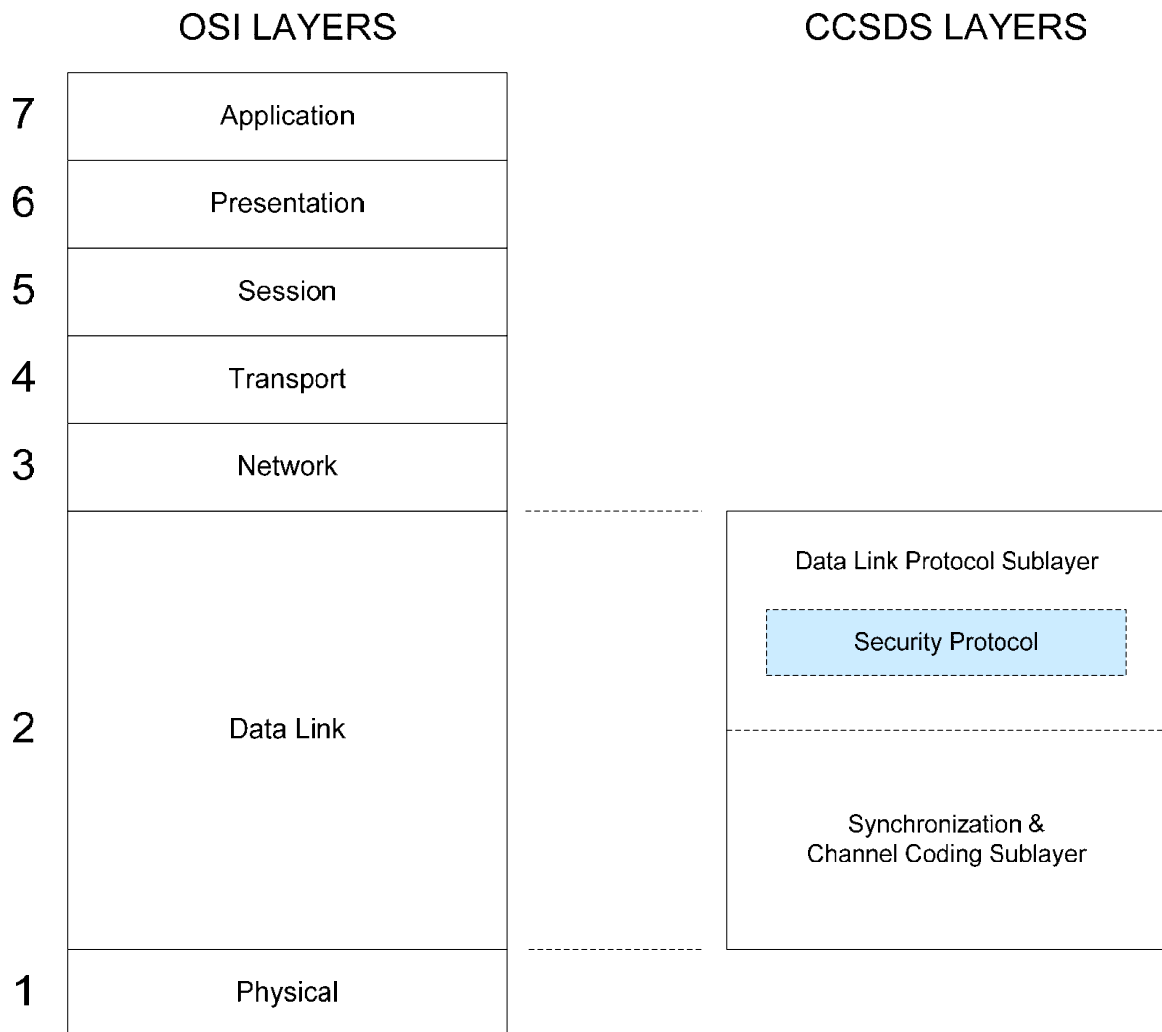 OSI LAYERS
CCSDS LAYERS
7
Application
6
Presentation
5
Session
4
Transport
3
Network
2
Data Link
Data Link Protocol Sublayer
Security Protocol
Synchronization &
Channel Coding Sublayer
1
Physical